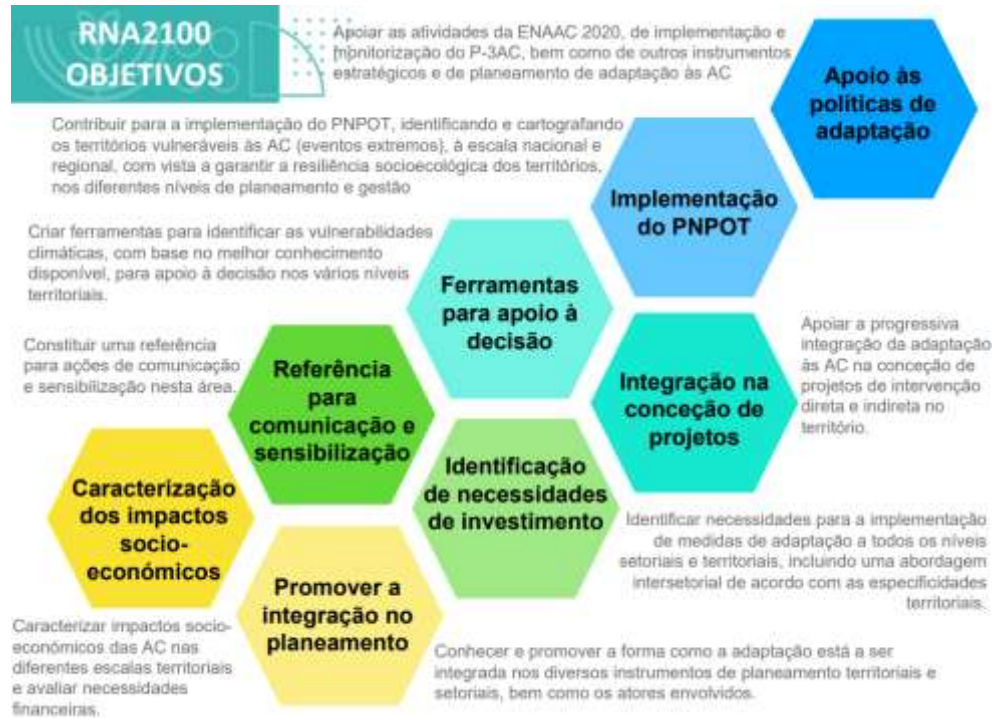 RNA2100
OBJETIVOS
Apoiar as atividades da ENAAC 2020, de implementação e
monitorização do P-3AC, bem como de outros instrumentos
estratégicos e de planeamento de adaptação às AC
Apoio às
políticas de
adaptação
Contribuir para a implementação do PNPOT, identificando e cartografando
os territórios vulneráveis às AC (eventos extremos), à escala nacional e
regional, com vista a garantir a resiliência socioecológica dos territórios,
nos diferentes níveis de planeamento e gestão
Implementação
do PNPOT
Criar ferramentas para identificar as vulnerabilidades
climáticas, com base no melhor conhecimento
disponível, para apoio à decisão nos vários níveis
territoriais.
Ferramentas
para apoio à
decisão
Constituir uma referência
para ações de comunicação
e sensibilização nesta área.
Referência
para
comunicação e
sensibilização
Integração na
conceção de
projetos
Apoiar a progressiva
integração da adaptação
às AC na conceção de
projetos de intervenção
direta e indireta no
território.
Caracterização
dos impactos
socio-
económicos
Identificação
de necessidades
de investimento
Identificar necessidades para a implementação
de medidas de adaptação a todos os níveis
setoriais e territoriais, incluindo uma abordagem
intersetorial de acordo com as especificidades
territoriais.
Promover a
integração no
planeamento
Caracterizar impactos socio-
económicos das AC nas
diferentes escalas territoriais
e avaliar necessidades
financeiras.
Conhecer e promover a forma como a adaptação está a ser
integrada nos diversos instrumentos de planeamento territoriais e
setoriais, bem como os atores envolvidos.